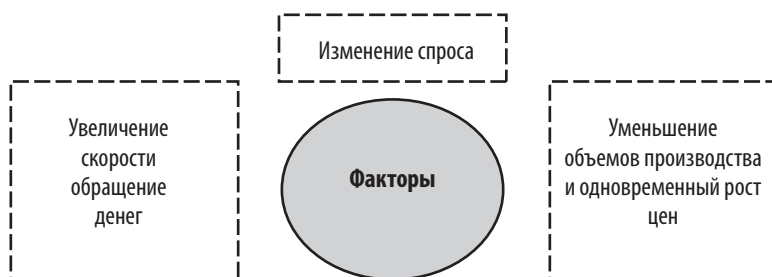 Изменение спроса
Увеличение
скорости
обращение
денег
Факторы
Уменьшение
объемов производства
и одновременный рост
цен